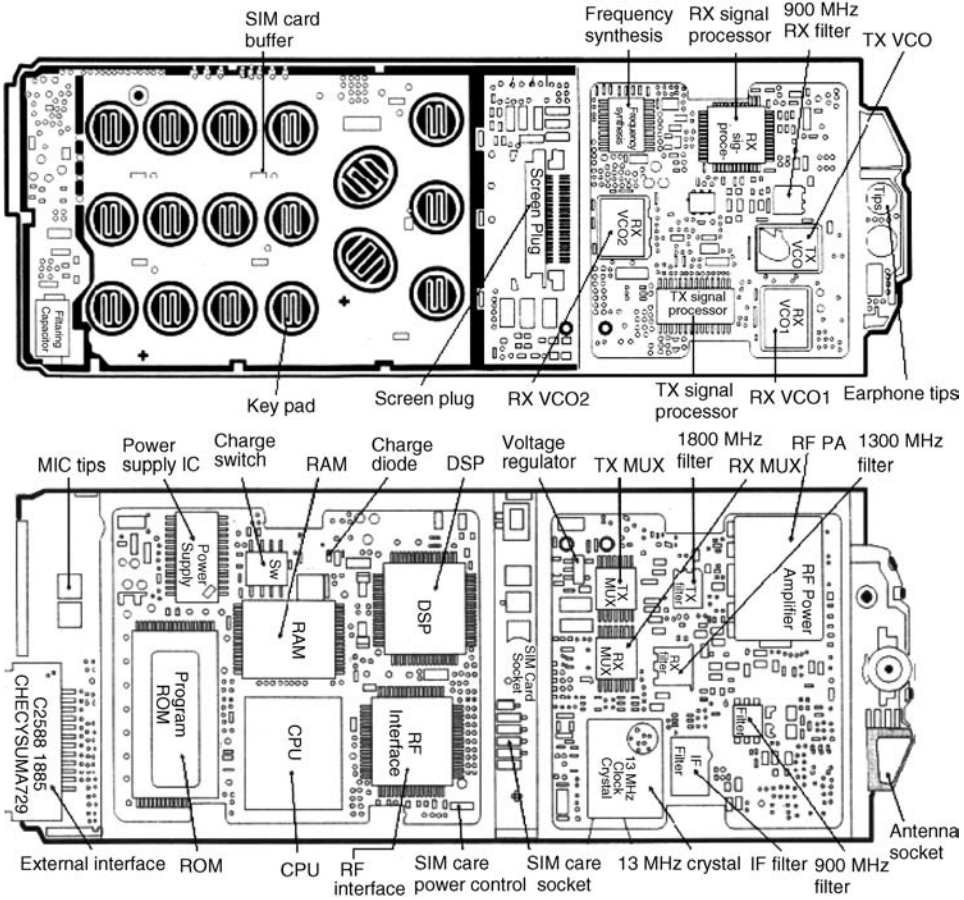 SIM card
buffer
Frequency
synthesis
RX signal
processor
900 MHz
RX filter
TX VCO
Frequency
synthesis
RX
sig-
proce-
Screen Plug
RX
VCO2
TX
VCO
Tips
TX signal
processor
RX
VCO1
Filtaring
Capacitor
Key pad
Screen plug
RX VCO2
TX signal
processor
RX VCO1
Earphone tips
MIC tips
Power
supply IC
Charge
switch
RAM
Charge
diode
DSP
Voltage
regulator
TX MUX
1800 MHz
filter
RX MUX
RF PA
1300 MHz
filter
Power
Supply
Sw
RAM
DSP
TX
MUX
TX
filter
RF Power
Amplifier
Program
ROM
CPU
RF
Interface
SIM Card
Socket
RX
MUX
RX
filter
Filter
C2588 1885
CHECYSUMA729
13 MHz
Clock
Crystal
IF
Filter
External interface
ROM
CPU
RF
interface
SIM care
power control
SIM care
socket
13 MHz crystal
IF filter
900 MHz
filter
Antenna
socket